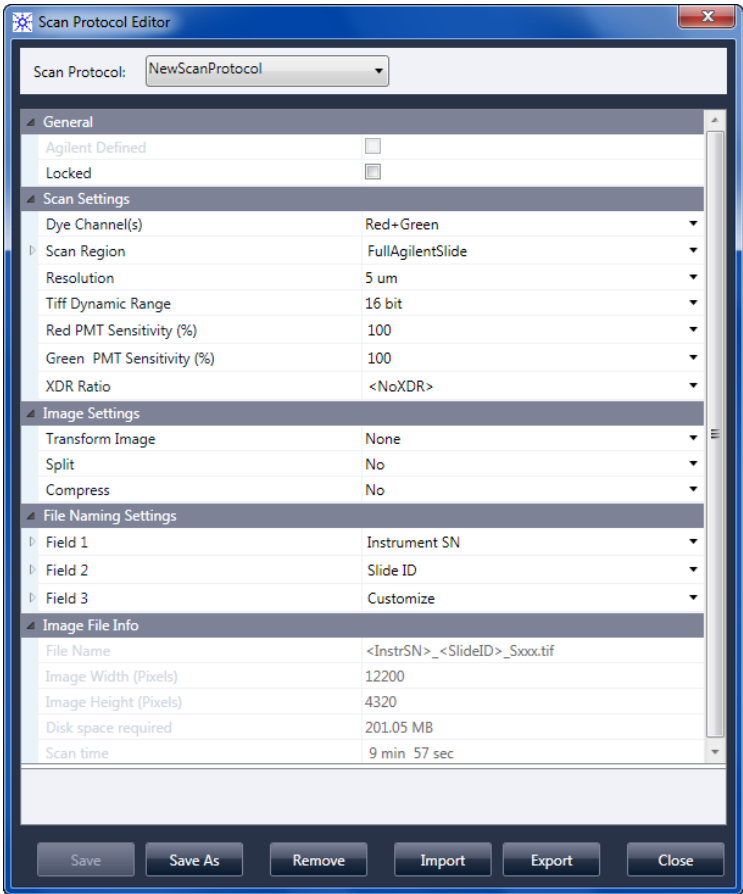 Scan Protocol Editor
x
Scan Protocol: NewScanProtocol
General
Agilent Defined
Locked
Scan Settings
Dye Channel(s) Red+Green
Scan Region FullAgilentSlide
Resolution 5 um
Tiff Dynamic Range 16 bit
Red PMT Sensitivity (%) 100
Green PMT Sensitivity (%) 100
XDR Ratio <NoXDR>
Image Settings
Transform Image None
Split No
Compress No
File Naming Settings
Field 1 Instrument SN
Field 2 Slide ID
Field 3 Customize
Image File Info
File Name <InstrSN>_<SlideID>_Sxxx.tif
Image Width (Pixels) 12200
Image Height (Pixels) 4320
Disk space required 201.05 MB
Scan time 9 min 57 sec
Save Save As Remove Import Export Close